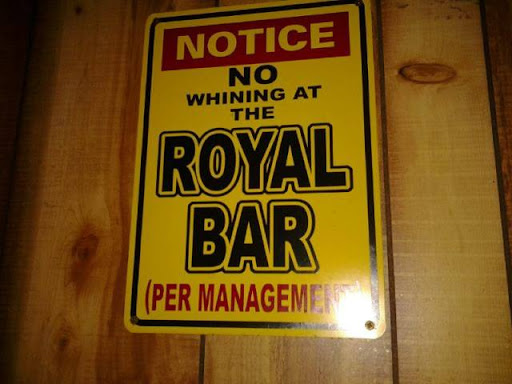 NOTICE
NO
WHINING AT
THE
ROYAL
BAR
(PER MANAGEMENT)